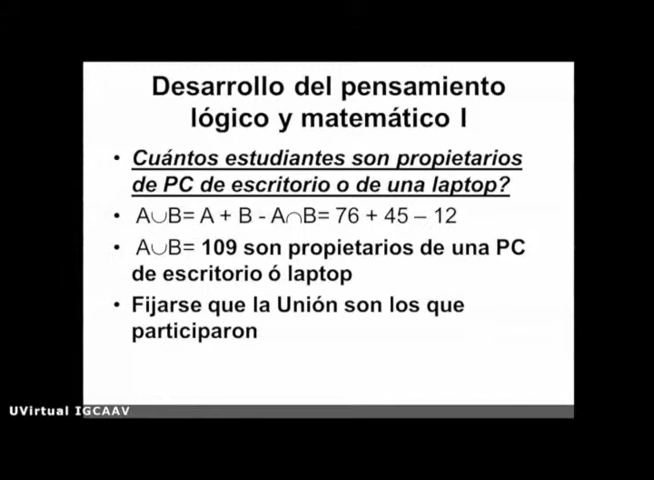 Desarrollo del pensamiento
lógico y matemático I
• Cuántos estudiantes son propietarios
de PC de escritorio o de una laptop?
• A∪B= A + B - A∩B= 76 + 45 – 12
• A∪B= 109 son propietarios de una PC
de escritorio ó laptop
• Fijarse que la Unión son los que
participaron
UVirtual IGCAAV